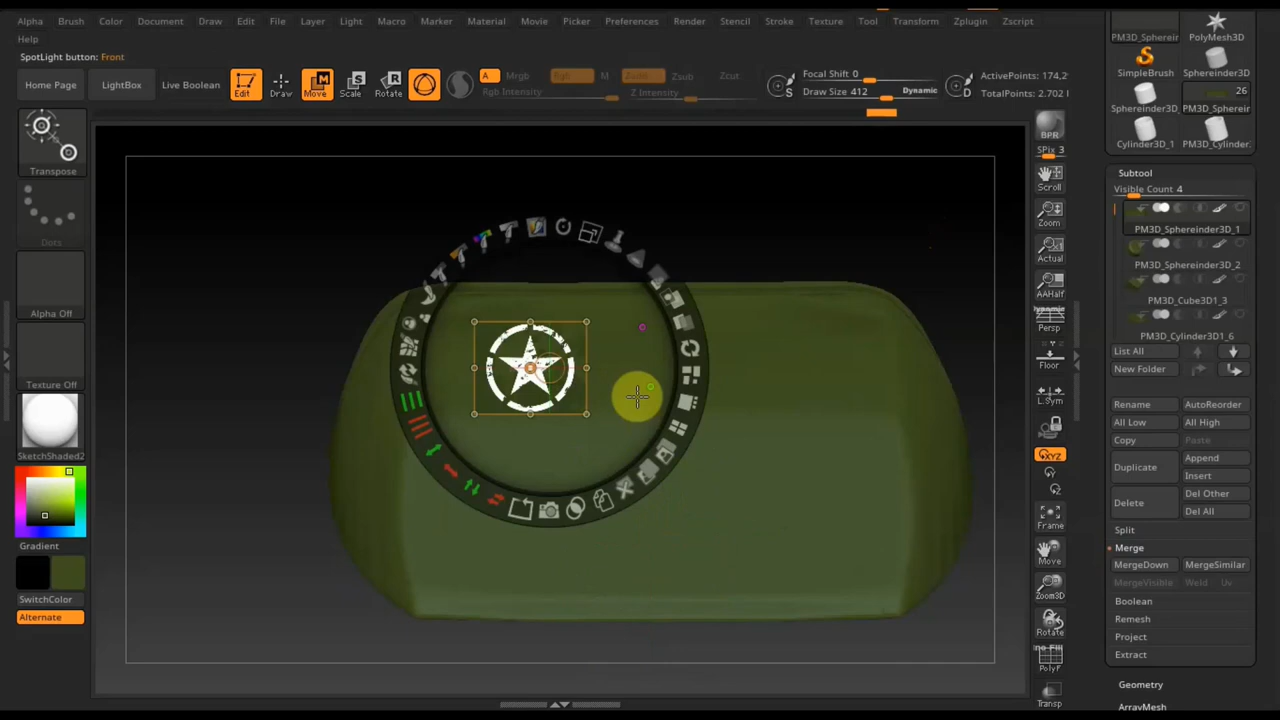 Alpha Brush Color Document Draw Edit File Layer Light Macro Marker Material Movie Picker Preferences Render Stencil Stroke Texture Tool Transform Zplugin Zscript
Help
SpotLight button: Front
Home Page LightBox Live Boolean Edit Draw Move Scale Rotate A Mrgb Rgb M Zadd Zsub Zcut
Rgb Intensity Z Intensity
S Focal Shift 0 D ActivePoints: 174,2
Draw Size 412 Dynamic TotalPoints: 2.702
Transpose
Dots
Alpha Off
Texture Off
SketchShaded2
Gradient
SwitchColor
Alternate
BPR
SPix 3
Scroll
Zoom
Actual
AAHalf
Dynamic
Persp
Floor
L.Sym
XYZ
Y
Z
Frame
Move
Zoom3D
Rotate
PolyF
Transp
PM3D_Sphereinder PolyMesh3D
SimpleBrush Sphereinder3D
26
Sphereinder3D_ PM3D_Sphereinder
Cylinder3D_1 PM3D_Cylinder.
Subtool
Visible Count 4
PM3D_Sphereinder3D_1
PM3D_Sphereinder3D_2
PM3D_Cube3D1_3
PM3D_Cylinder3D1_6
List All
New Folder
Rename AutoReorder
All Low All High
Copy Paste
Duplicate Append
Insert
Delete Del Other
Del All
Split
Merge
MergeDown MergeSimilar
MergeVisible Weld Uv
Boolean
Remesh
Project
Extract
Geometry
ArrayMesh